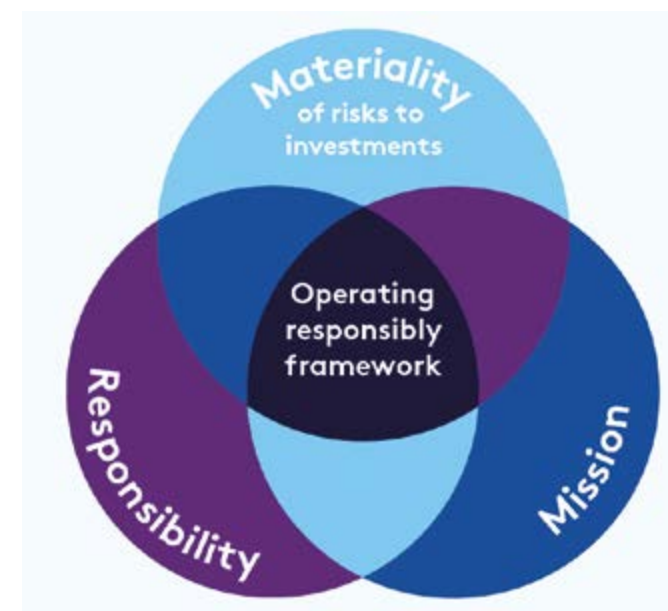 Materiality
of risks to
investments
Operating
responsibly
framework
Responsibility
Mission